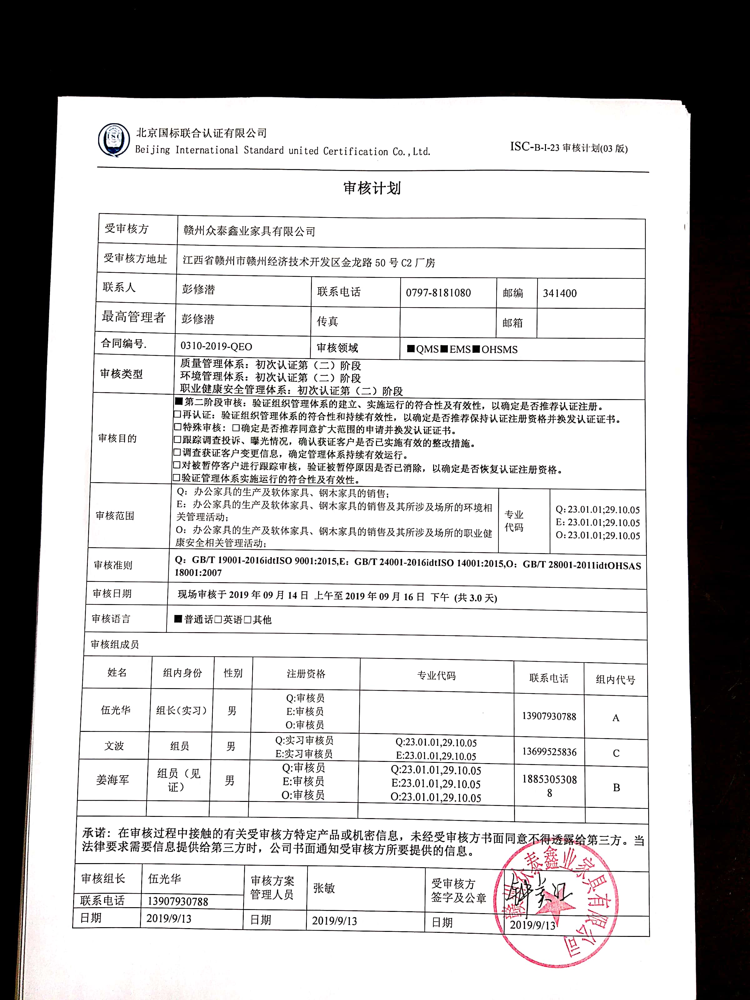 ISC
北京国标联合认证有限公司
Beijing International Standard united Certification Co.,Ltd.
ISC-B-I-23 审核计划(03 版)
审核计划
受审核方 赣州众泰鑫业家具有限公司
受审核方地址 江西省赣州市赣州经济技术开发区金龙路 50 号 C2 厂房
联系人 彭修潜 联系电话 0797-8181080 邮编 341400
最高管理者 彭修潜 传真 邮箱
合同编号. 0310-2019-QEO 审核领域 ■QMS■EMS■OHSMS
审核类型
质量管理体系：初次认证第（二）阶段
环境管理体系：初次认证第（二）阶段
职业健康安全管理体系：初次认证第（二）阶段
审核目的
■第二阶段审核：验证组织管理体系的建立、实施运行的符合性及有效性，以确定是否推荐认证注册。
□再认证：验证组织管理体系的符合性和持续有效性，以确定是否推荐保持认证注册资格并换发认证证书。
□特殊审核：□确定是否推荐同意扩大范围的申请并换发认证证书。
□跟踪调查投诉、曝光情况，确认获证客户是否已实施有效的整改措施。
□调查获证客户变更信息，确定管理体系持续有效运行。
□对被暂停客户进行跟踪审核，验证被暂停原因是否已消除，以确定是否恢复认证注册资格。
□验证管理体系实施运行的符合性及有效性。
审核范围
Q：办公家具的生产及软体家具、钢木家具的销售；
E：办公家具的生产及软体家具、钢木家具的销售及其所涉及场所的环境相
关管理活动；
O：办公家具的生产及软体家具、钢木家具的销售及其所涉及场所的职业健
康安全相关管理活动；
专业
代码
Q:23.01.01;29.10.05
E: 23.01.01;29.10.05
O:23.01.01;29.10.05
审核准则
Q：GB/T 19001-2016idtISO 9001:2015,E：GB/T 24001-2016idtISO 14001:2015,O：GB/T 28001-2011idtOHSAS
18001:2007
审核日期 现场审核于 2019 年 09 月 14 日 上午至 2019 年 09 月 16 日 下午 (共 3.0 天)
审核语言 ■普通话□英语□其他
审核组成员
姓名 组内身份 性别 注册资格 专业代码 联系电话 组内代号
伍光华 组长（实习） 男
Q:审核员
E:审核员
O:审核员
13907930788 A
文波 组员 男
Q:实习审核员
E:实习审核员
Q:23.01.01,29.10.05
E:23.01.01,29.10.05
13699525836 C
姜海军
组员（见
证）
男
Q:审核员
E:审核员
O:审核员
Q:23.01.01,29.10.05
E:23.01.01,29.10.05
O:23.01.01,29.10.05
1885305308
8
B
承诺：在审核过程中接触的有关受审核方特定产品或机密信息，未经受审核方书面同意不得透露给第三方。当
法律要求需要信息提供给第三方时，公司书面通知受审核方所要提供的信息。
审核组长 伍光华
联系电话 13907930788
审核方案
管理人员
张敏
受审核方
签字及公章
日期 2019/9/13 日期 2019/9/13 日期 2019/9/13
赣州众泰鑫业家具有限公司